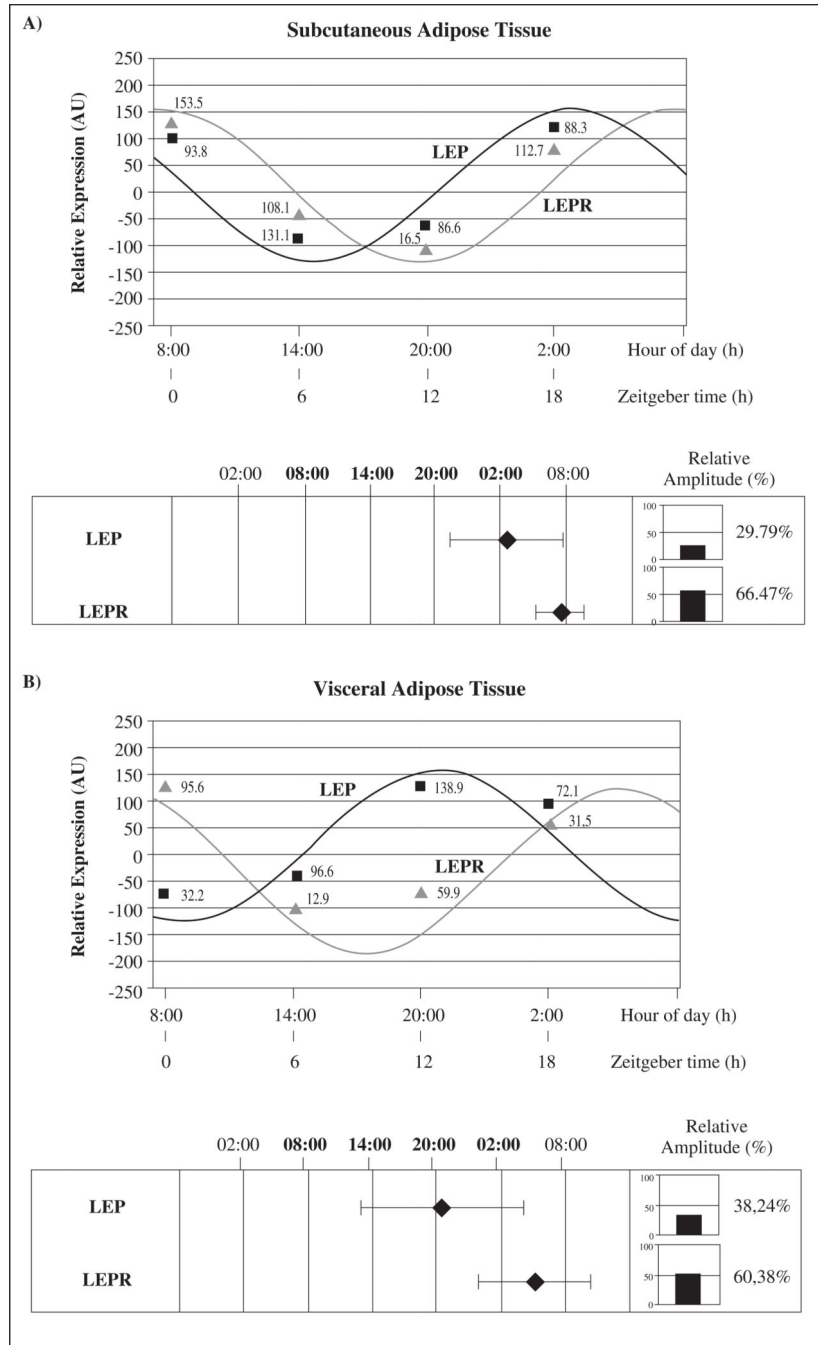 A)
Subcutaneous Adipose Tissue
Relative Expression (AU)
250
200
150
100
50
0
-50
-100
-150
-200
-250
153.5
93.8
108.1
131.1
16.5
86.6
88.3
112.7
LEP
LEPR
8:00 14:00 20:00 2:00 Hour of day (h)
0 6 12 18 Zeitgeber time (h)
02:00 08:00 14:00 20:00 02:00 08:00
Relative
Amplitude (%)
LEP
100
50
0
29.79%
LEPR
100
50
0
66.47%
B)
Visceral Adipose Tissue
Relative Expression (AU)
250
200
150
100
50
0
-50
-100
-150
-200
-250
95.6
32.2
96.6
12.9
138.9
59.9
72.1
31.5
LEP
LEPR
8:00 14:00 20:00 2:00 Hour of day (h)
0 6 12 18 Zeitgeber time (h)
02:00 08:00 14:00 20:00 02:00 08:00
Relative
Amplitude (%)
LEP
100
50
0
38,24%
LEPR
100
50
0
60,38%